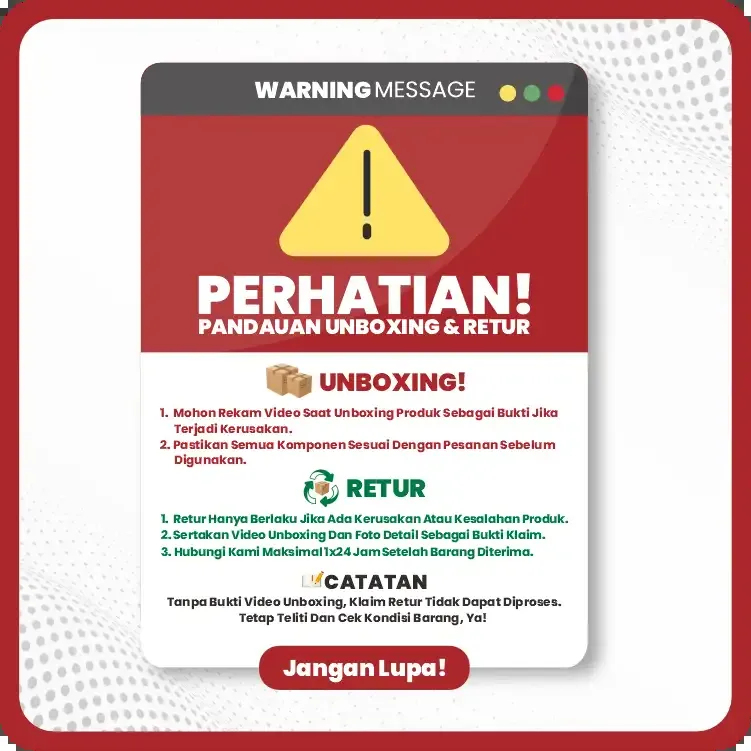 WARNING MESSAGE
PERHATIAN!
PANDAUAN UNBOXING & RETUR
UNBOXING!
1. Mohon Rekam Video Saat Unboxing Produk Sebagai Bukti Jika
Terjadi Kerusakan.
2. Pastikan Semua Komponen Sesuai Dengan Pesanan Sebelum
Digunakan.
RETUR
1. Retur Hanya Berlaku Jika Ada Kerusakan Atau Kesalahan Produk.
2. Sertakan Video Unboxing Dan Foto Detail Sebagai Bukti Klaim.
3. Hubungi Kami Maksimal 1x24 Jam Setelah Barang Diterima.
CATATAN
Tanpa Bukti Video Unboxing, Klaim Retur Tidak Dapat Diproses.
Tetap Teliti Dan Cek Kondisi Barang, Ya!
Jangan Lupa!